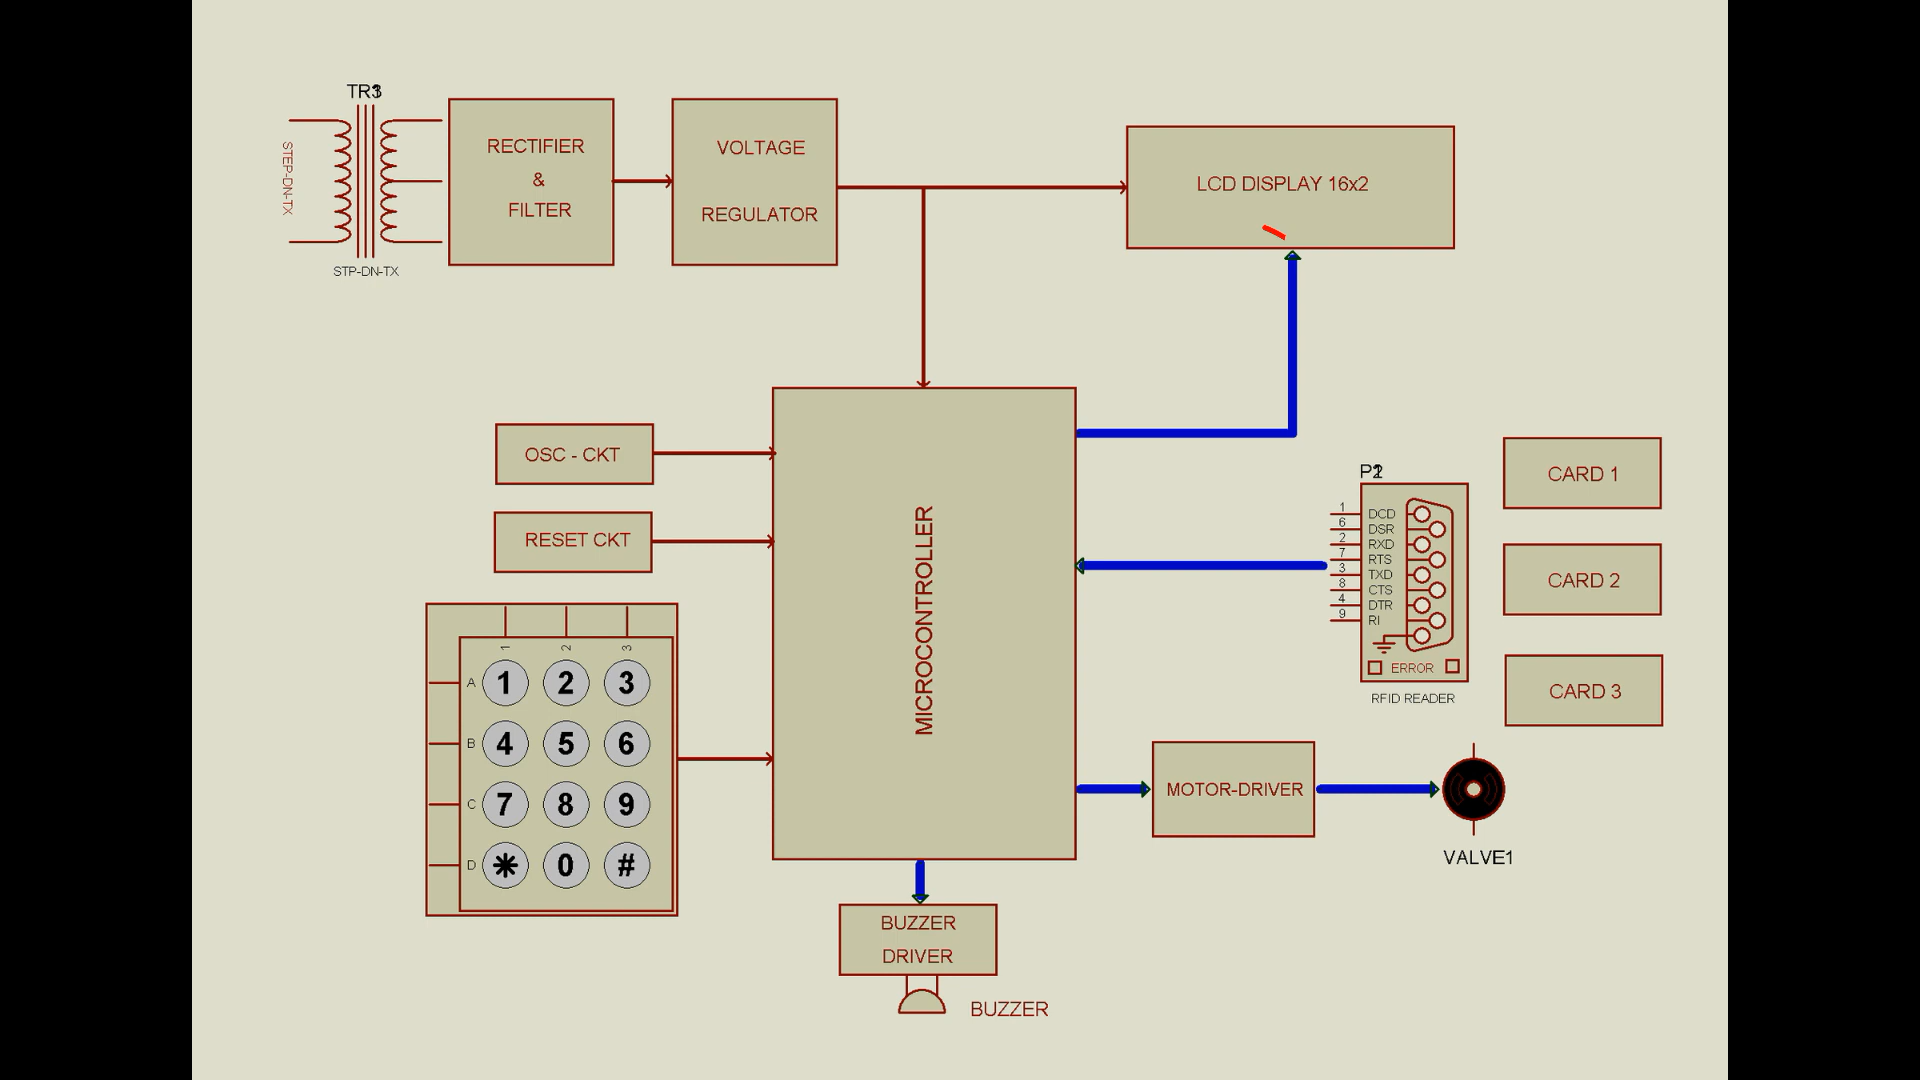 TR3
STEP-DN-TX
STP-DN-TX
RECTIFIER
&
FILTER
VOLTAGE
REGULATOR
LCD DISPLAY 16x2
OSC - CKT
RESET CKT
MICROCONTROLLER
1 2 3
A 1 2 3
B 4 5 6
C 7 8 9
D * 0 #
1 DCD
6 DSR
2 RXD
7 RTS
3 TXD
8 CTS
4 DTR
9 RI
ERROR
RFID READER
CARD 1
CARD 2
CARD 3
MOTOR-DRIVER
VALVE1
BUZZER
DRIVER
BUZZER